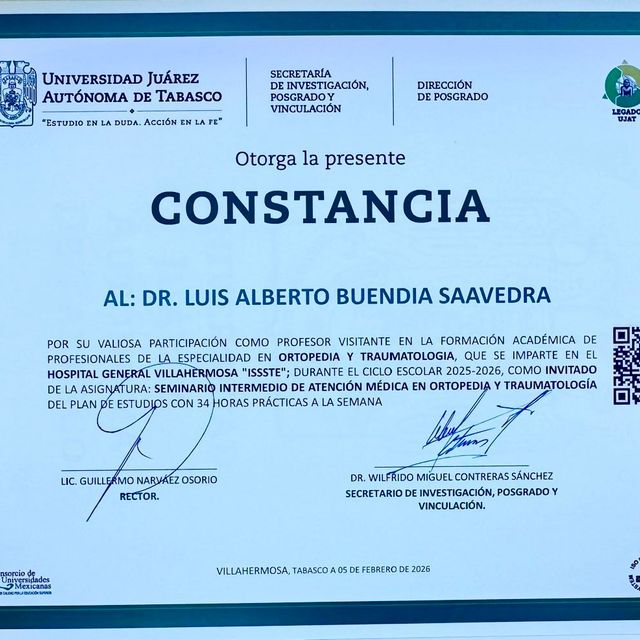 UNIVERSIDAD JUÁREZ
AUTÓNOMA DE TABASCO
"ESTUDIO EN LA DUDA. ACCIÓN EN LA FE"
SECRETARÍA
DE INVESTIGACIÓN,
POSGRADO Y
VINCULACIÓN
DIRECCIÓN
DE POSGRADO
LEGADO
UJAT
Otorga la presente
CONSTANCIA
AL: DR. LUIS ALBERTO BUENDIA SAAVEDRA
POR SU VALIOSA PARTICIPACIÓN COMO PROFESOR VISITANTE EN LA FORMACIÓN ACADÉMICA DE
PROFESIONALES DE LA ESPECIALIDAD EN ORTOPEDIA Y TRAUMATOLOGIA, QUE SE IMPARTE EN EL
HOSPITAL GENERAL VILLAHERMOSA "ISSSTE"; DURANTE EL CICLO ESCOLAR 2025-2026, COMO INVITADO
DE LA ASIGNATURA: SEMINARIO INTERMEDIO DE ATENCIÓN MÉDICA EN ORTOPEDIA Y TRAUMATOLOGÍA
DEL PLAN DE ESTUDIOS CON 34 HORAS PRÁCTICAS A LA SEMANA
LIC. GUILLERMO NARVÁEZ OSORIO
RECTOR.
DR. WILFRIDO MIGUEL CONTRERAS SÁNCHEZ
SECRETARIO DE INVESTIGACIÓN, POSGRADO Y
VINCULACIÓN.
VILLAHERMOSA, TABASCO A 05 DE FEBRERO DE 2026
nsorcio de
Universidades
Mexicanas